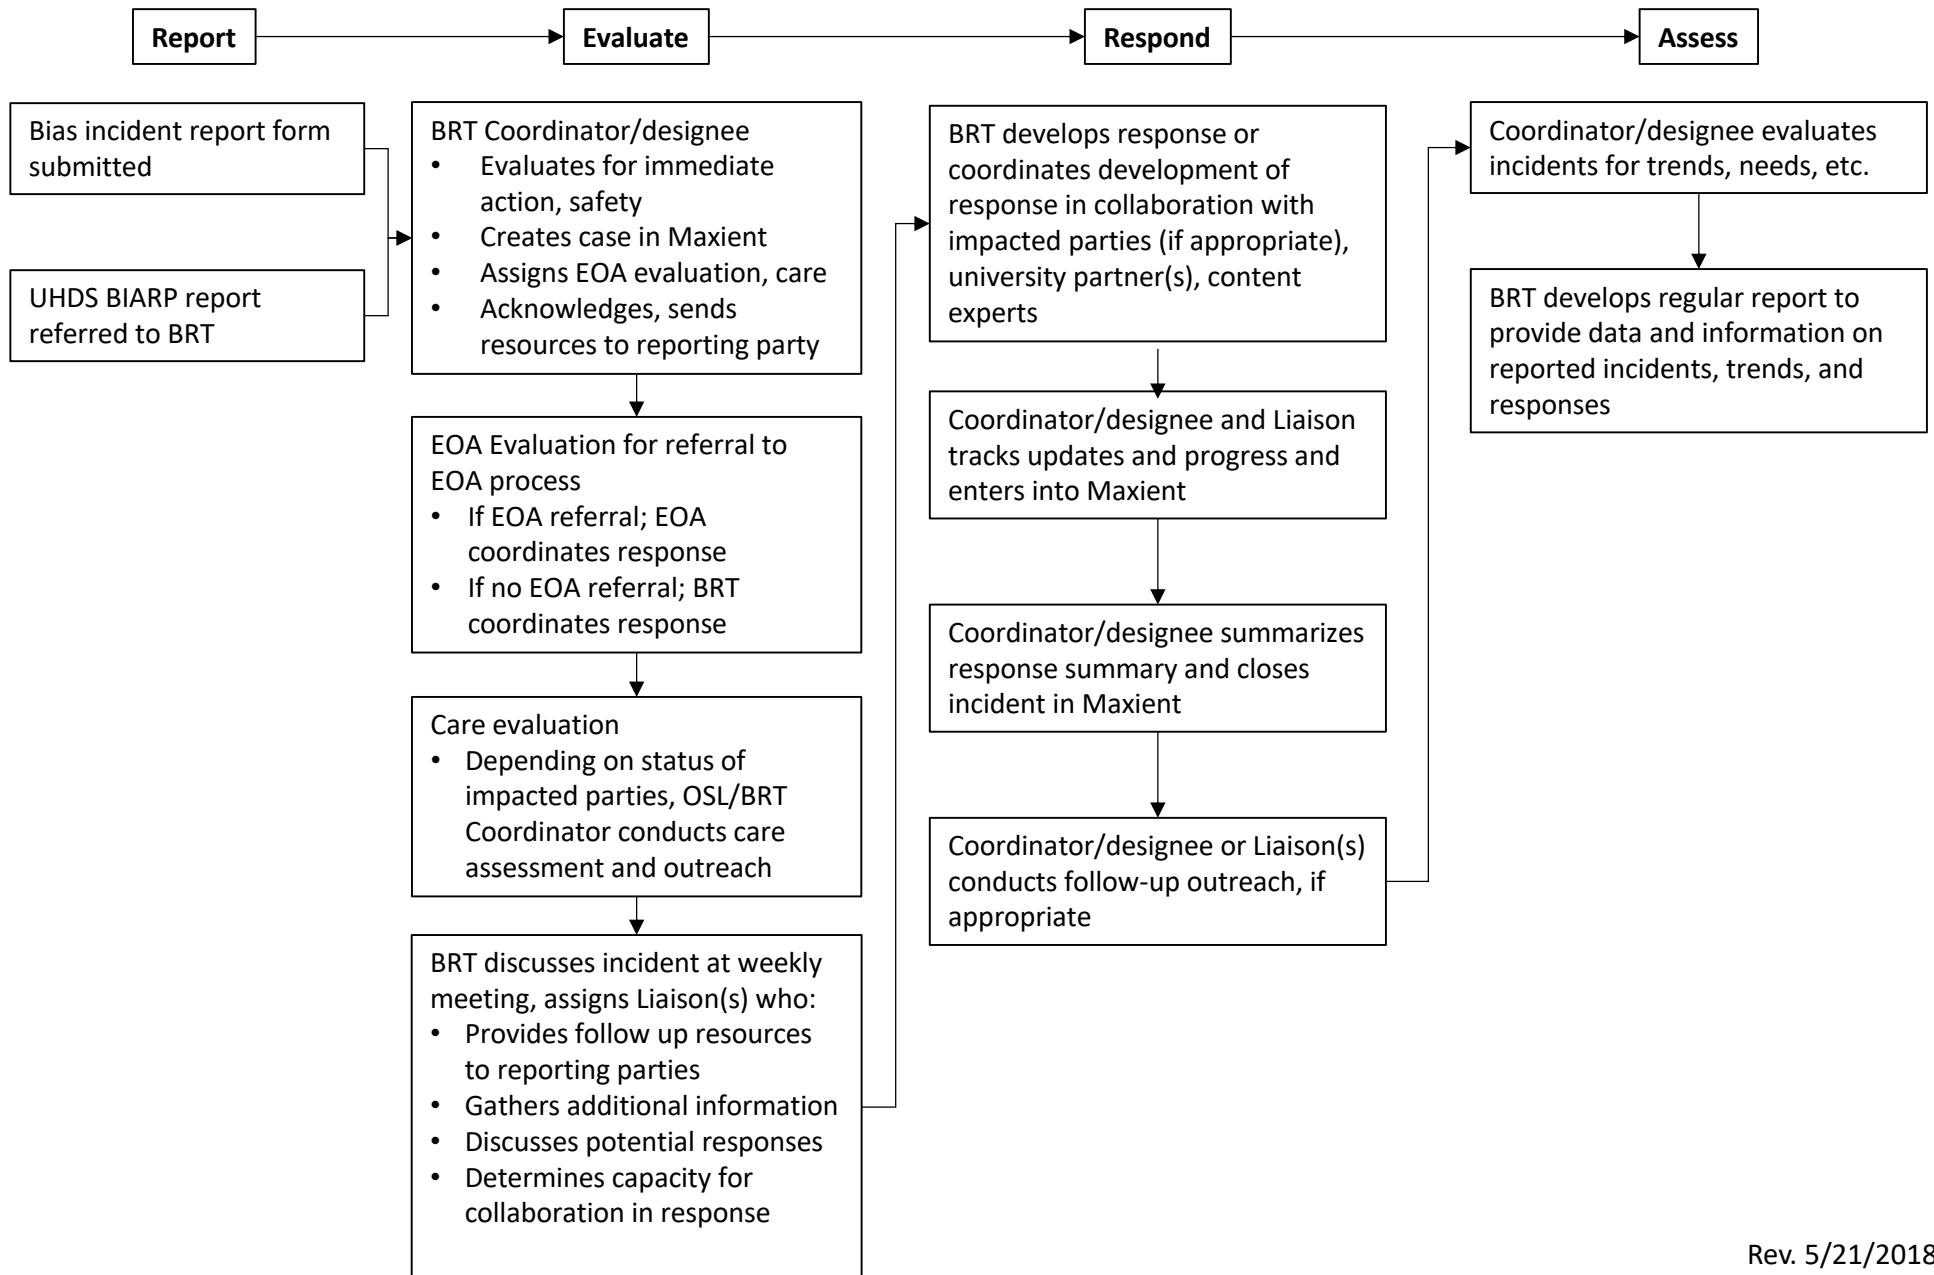 Report
Evaluate
Respond
Assess
Bias incident report form
submitted
UHDS BIARP report
referred to BRT
BRT Coordinator/designee
• Evaluates for immediate
action, safety
• Creates case in Maxient
• Assigns EOA evaluation, care
• Acknowledges, sends
resources to reporting party
EOA Evaluation for referral to
EOA process
• If EOA referral; EOA
coordinates response
• If no EOA referral; BRT
coordinates response
Care evaluation
• Depending on status of
impacted parties, OSL/BRT
Coordinator conducts care
assessment and outreach
BRT discusses incident at weekly
meeting, assigns Liaison(s) who:
• Provides follow up resources
to reporting parties
• Gathers additional information
• Discusses potential responses
• Determines capacity for
collaboration in response
BRT develops response or
coordinates development of
response in collaboration with
impacted parties (if appropriate),
university partner(s), content
experts
Coordinator/designee and Liaison
tracks updates and progress and
enters into Maxient
Coordinator/designee summarizes
response summary and closes
incident in Maxient
Coordinator/designee or Liaison(s)
conducts follow-up outreach, if
appropriate
Coordinator/designee evaluates
incidents for trends, needs, etc.
BRT develops regular report to
provide data and information on
reported incidents, trends, and
responses
Rev. 5/21/2018